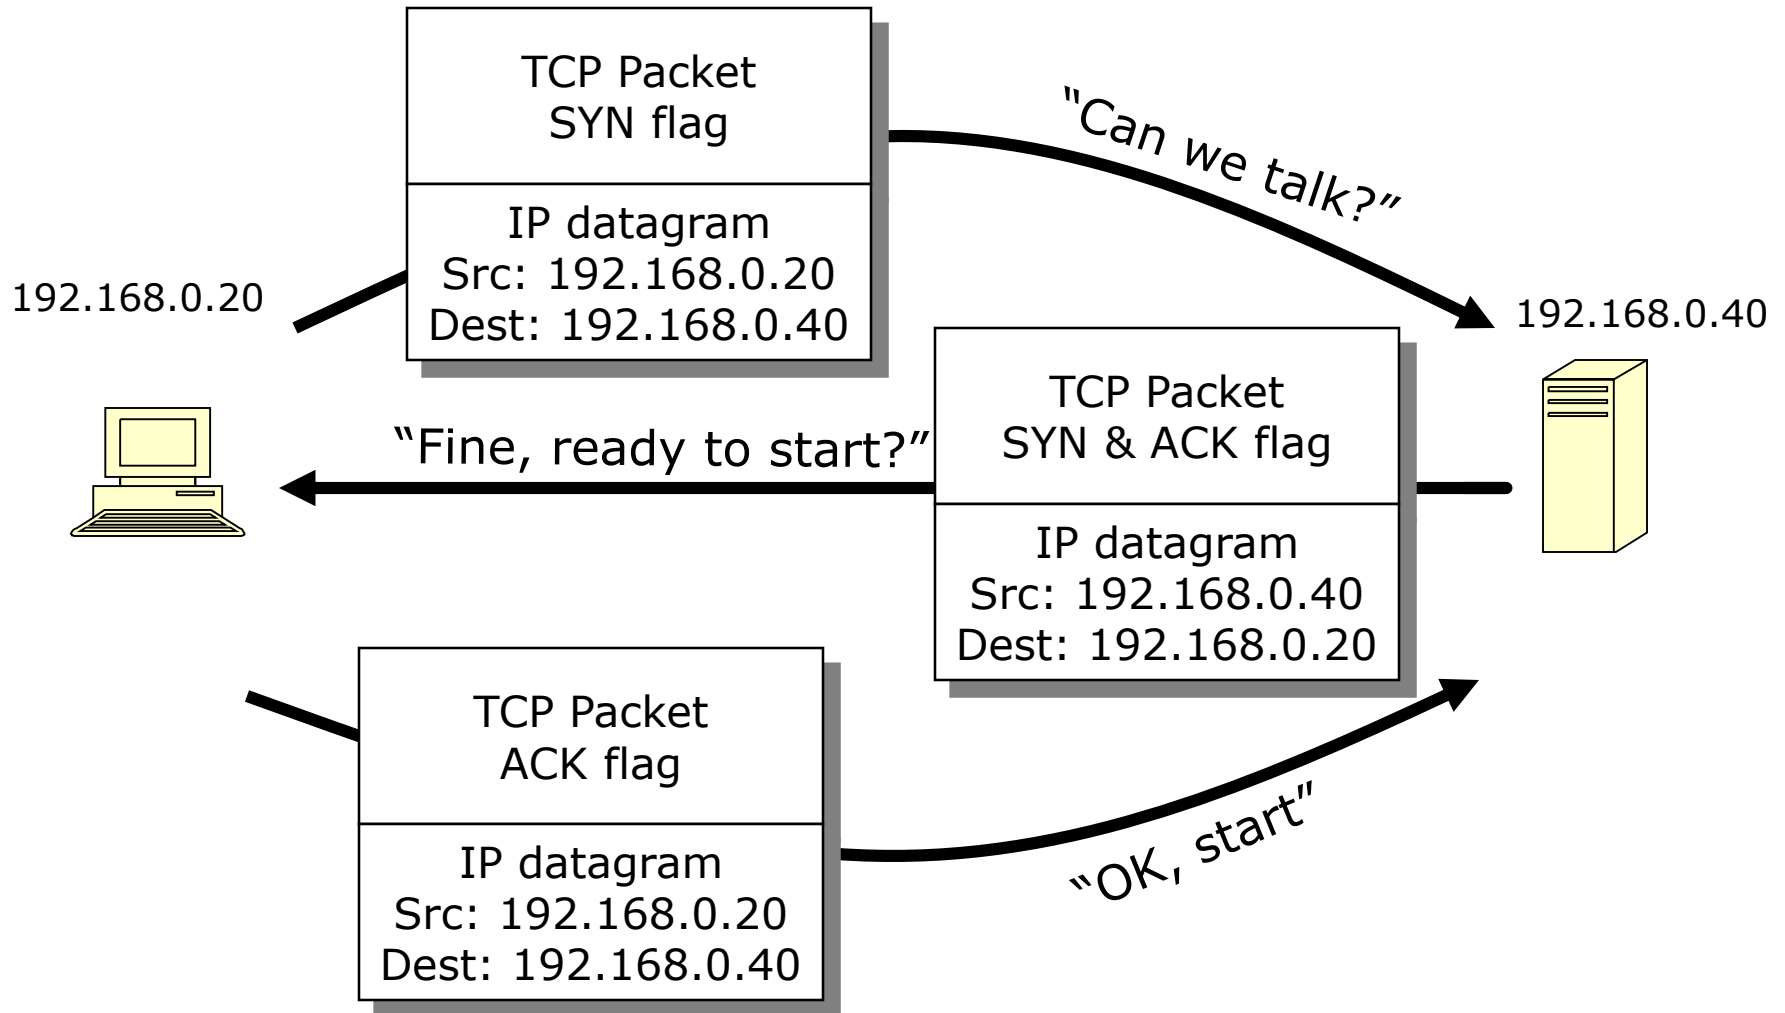 TCP Packet
SYN flag
IP datagram
Src: 192.168.0.20
Dest: 192.168.0.40
“Can we talk?”
192.168.0.20
192.168.0.40
“Fine, ready to start?”
TCP Packet
SYN & ACK flag
IP datagram
Src: 192.168.0.40
Dest: 192.168.0.20
TCP Packet
ACK flag
IP datagram
Src: 192.168.0.20
Dest: 192.168.0.40
“OK, start”